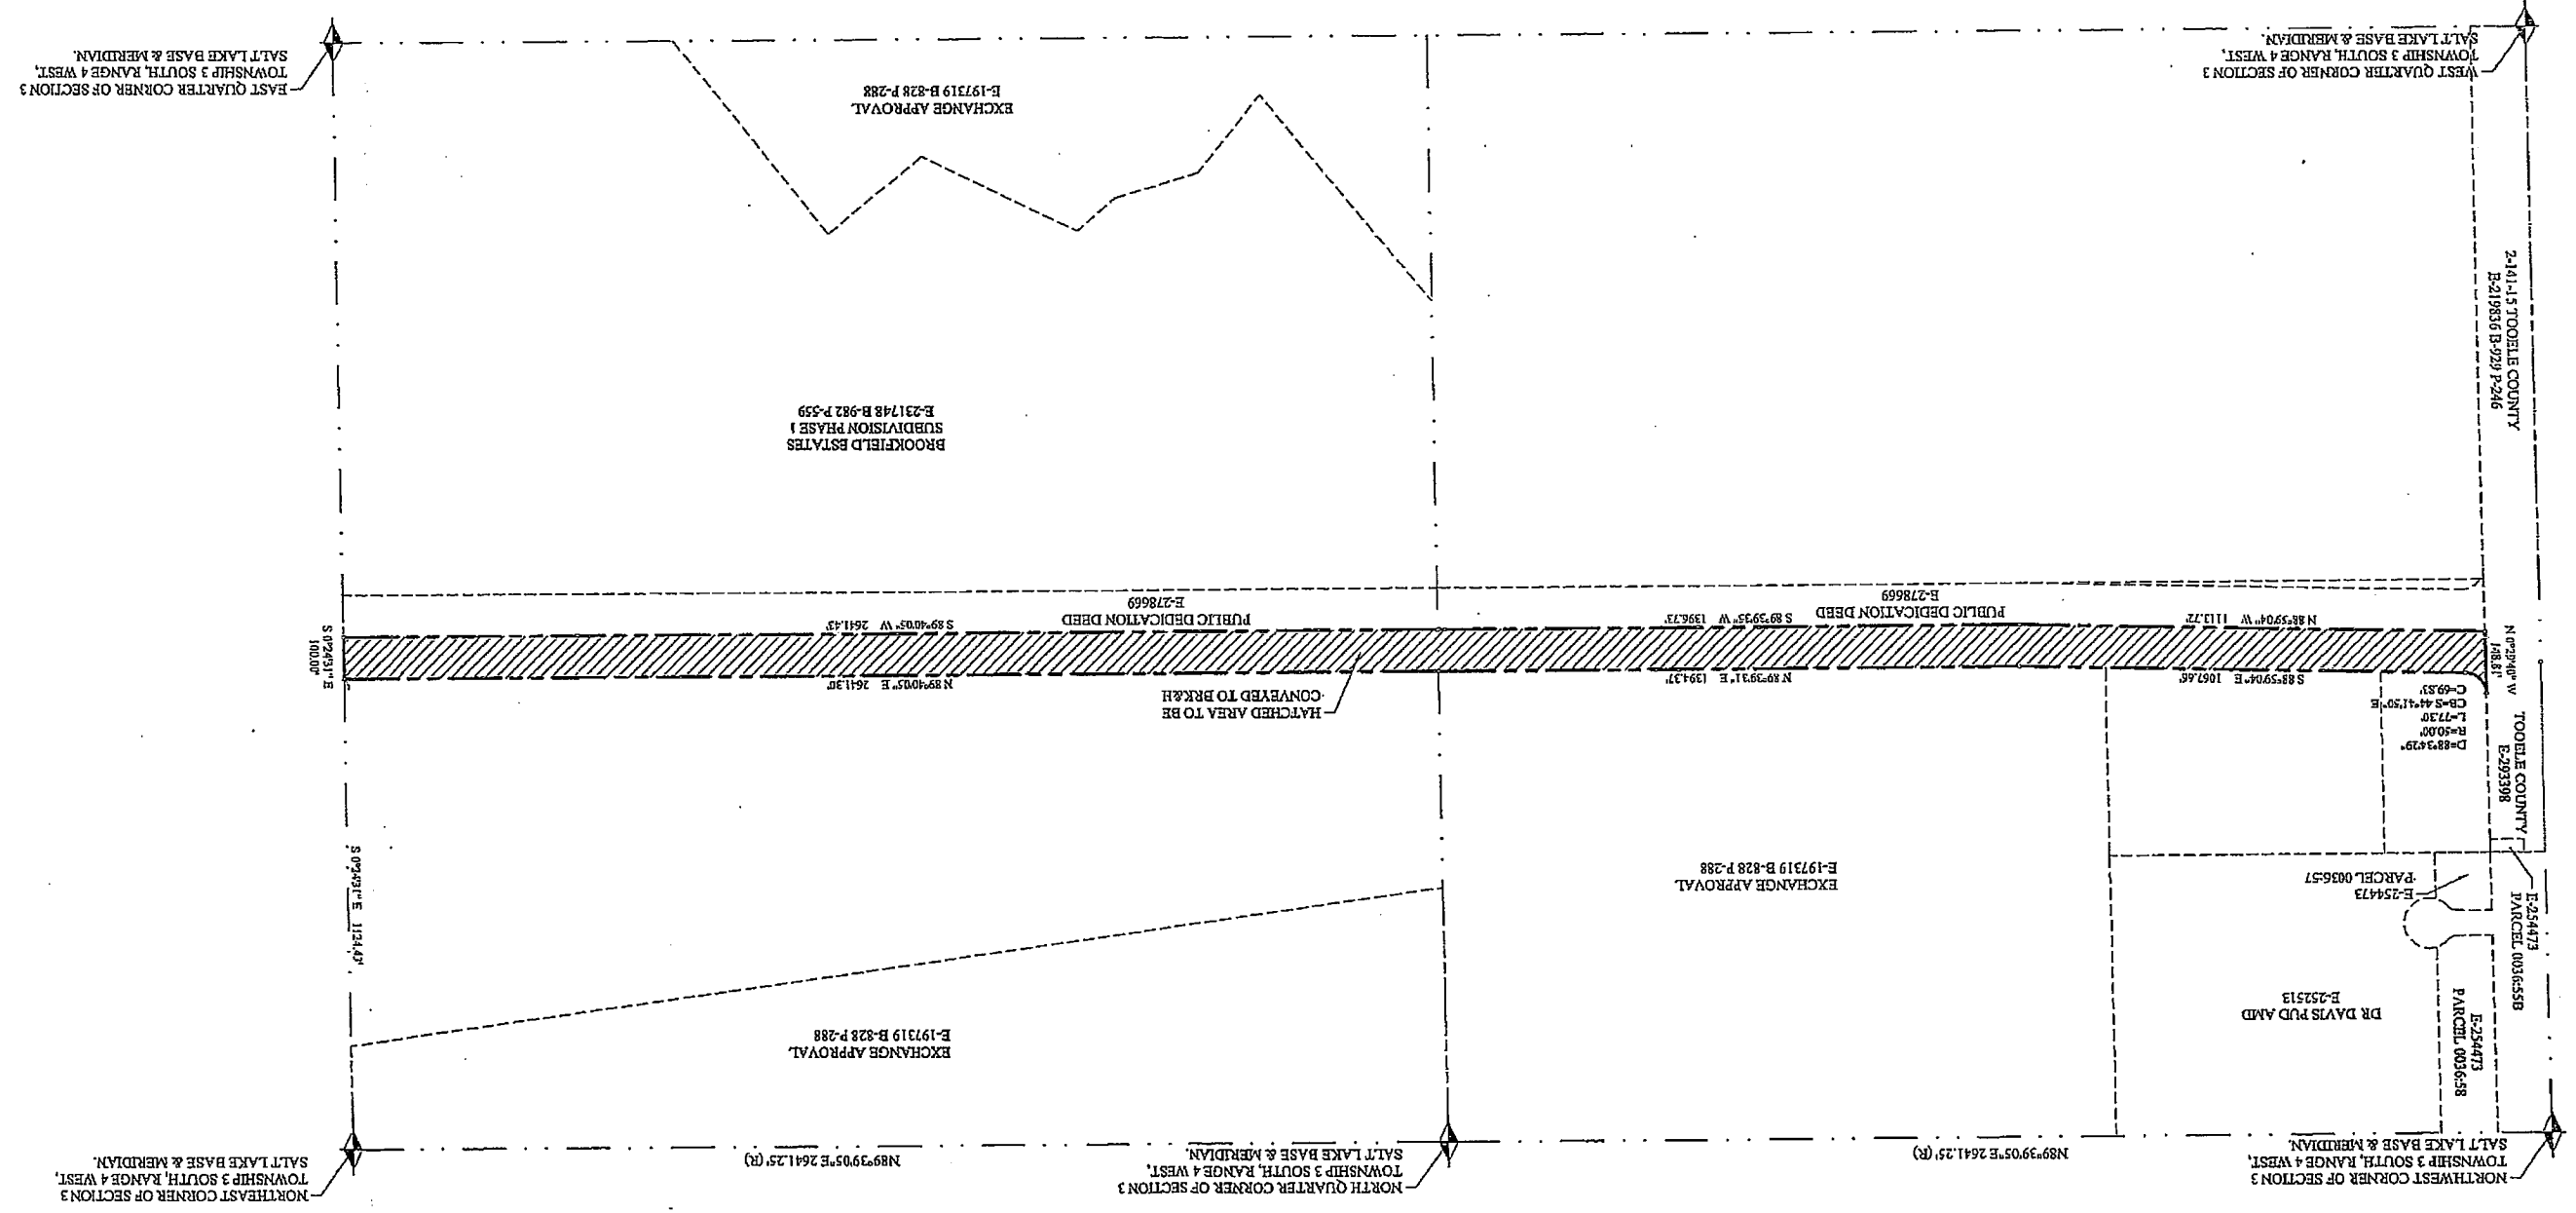 NORTHWEST CORNER OF SECTION 3
TOWNSHIP 3 SOUTH, RANGE 4 WEST,
SALT LAKE BASE & MERIDIAN.
N89°39'05"E 2641.25' (R)
NORTH QUARTER CORNER OF SECTION 3
TOWNSHIP 3 SOUTH, RANGE 4 WEST,
SALT LAKE BASE & MERIDIAN.
N89°39'05"E 2641.25' (R)
NORTHEAST CORNER OF SECTION 3
TOWNSHIP 3 SOUTH, RANGE 4 WEST,
SALT LAKE BASE & MERIDIAN.
E-254473
PARCEL 0036:58
DR DAVIS PUD AMD
E-252513
EXCHANGE APPROVAL
E-197319 B-828 P-288
E-254473
PARCEL 0036:55B
E-254473
PARCEL 0036:57
EXCHANGE APPROVAL
E-197319 B-828 P-288
S 0°24'31" E 1124.43'
TOOELE COUNTY
E-293398
D=88°34'29"
R=50.00'
L=77.30'
CB=S 44°41'50" E
C=69.83'
HATCHED AREA TO BE
CONVEYED TO BRK&H
N 0°20'40" W
148.81'
S 88°59'04" E 1067.66'
N 89°39'31" E 1394.37'
N 89°40'05" E 2641.30'
S 0°24'31" E
100.00'
N 88°59'04" W 1113.72'
S 89°39'35" W 1396.73'
S 89°40'05" W 2641.43'
PUBLIC DEDICATION DEED
E-278669
PUBLIC DEDICATION DEED
E-278669
BROOKFIELD ESTATES
SUBDIVISION PHASE 1
E-231748 B-982 P-559
2-141-15 TOOELE COUNTY
E-219836 B-929 P-246
EXCHANGE APPROVAL
E-197319 B-828 P-288
WEST QUARTER CORNER OF SECTION 3
TOWNSHIP 3 SOUTH, RANGE 4 WEST,
SALT LAKE BASE & MERIDIAN.
EAST QUARTER CORNER OF SECTION 3
TOWNSHIP 3 SOUTH, RANGE 4 WEST,
SALT LAKE BASE & MERIDIAN.